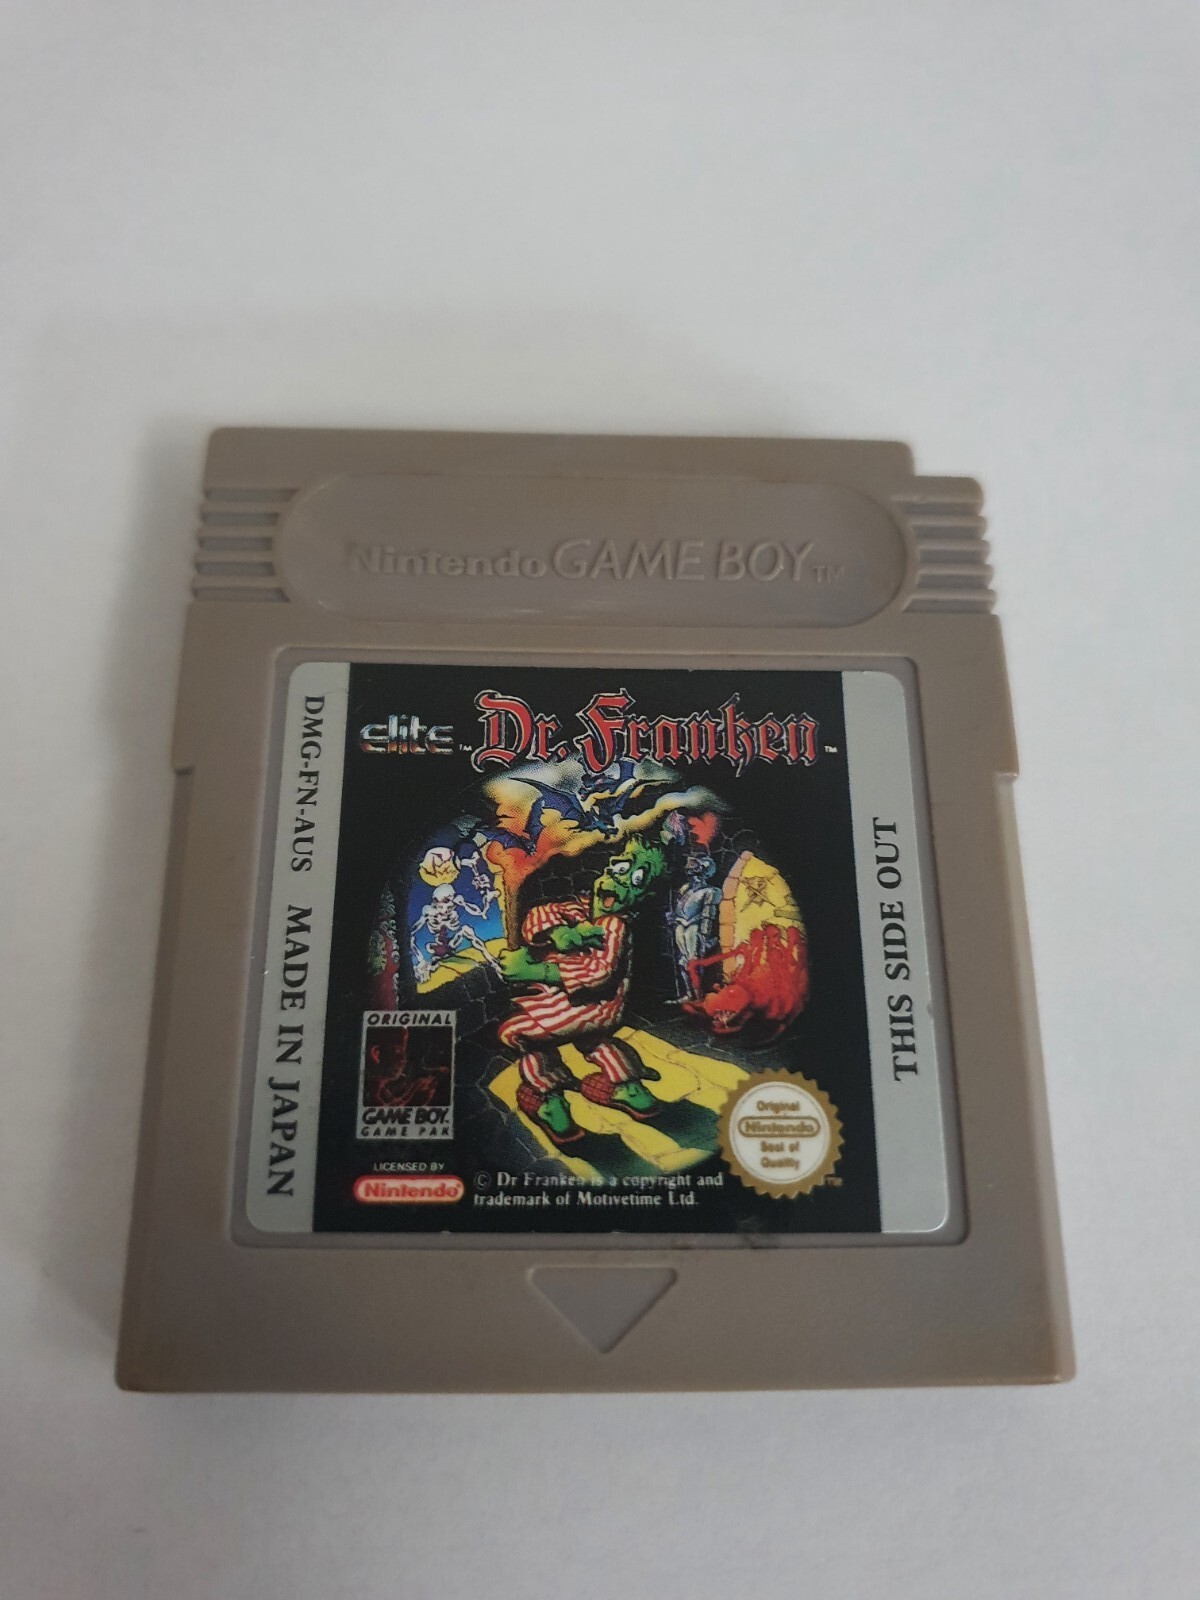 Nintendo GAME BOY TM
elite TM Dr. Franken TM
DMG-FN-AUS MADE IN JAPAN
THIS SIDE OUT
ORIGINAL
GAME BOY
GAME PAK
LICENSED BY
Nintendo
© Dr Franken is a copyright and
trademark of Motivetime Ltd.
Original
Nintendo
Seal of
Quality
TM